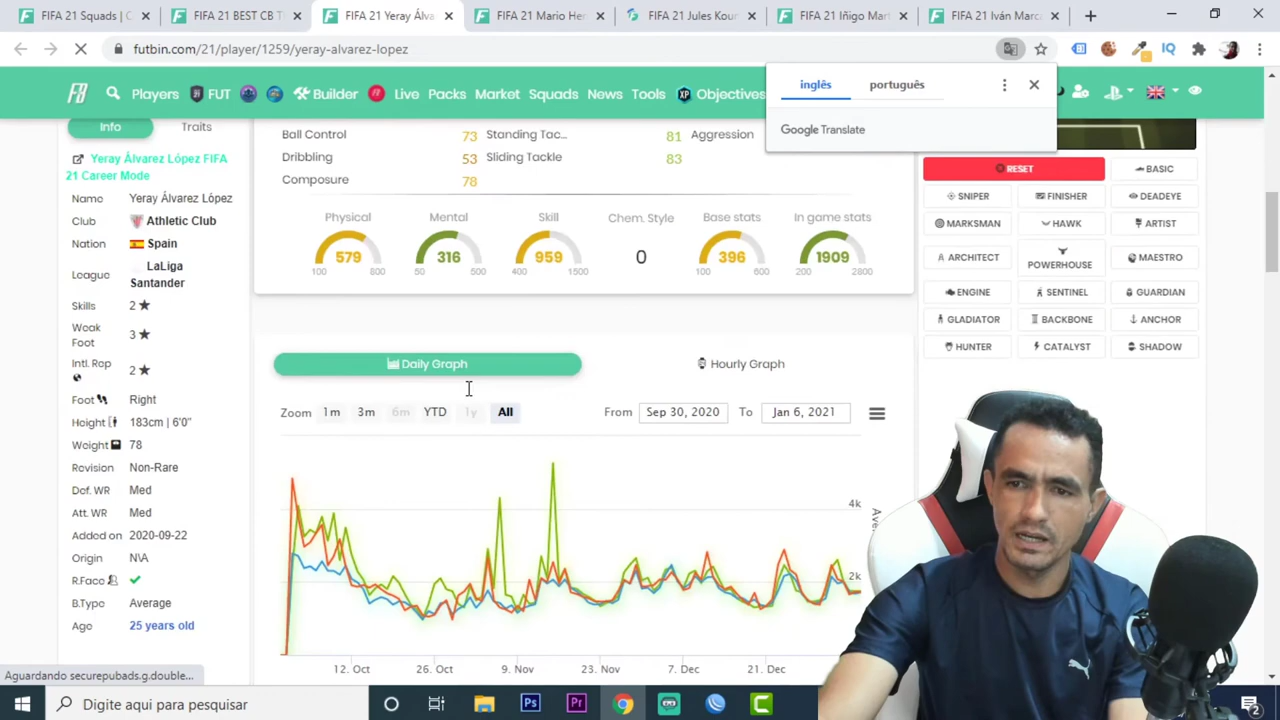 FIFA 21 Squads | C
FIFA 21 BEST CB T
FIFA 21 Yeray Álva
FIFA 21 Mario Her
FIFA 21 Jules Koun
FIFA 21 Iñigo Mart
FIFA 21 Iván Marca
futbin.com/21/player/1259/yeray-alvarez-lopez
Players FUT Builder Live Packs Market Squads News Tools XP Objectives
inglês português
Google Translate
Info Traits
Yeray Álvarez López FIFA
21 Career Mode
Name Yeray Álvarez López
Club Athletic Club
Nation Spain
League LaLiga
Santander
Skills 2 ★
Weak
Foot 3 ★
Intl. Rep 2 ★
Foot Right
Height 183cm | 6'0"
Weight 78
Revision Non-Rare
Def. WR Med
Att. WR Med
Added on 2020-09-22
Origin N\A
R.Face
B.Type Average
Age 25 years old
Ball Control 73 Standing Tac... 81 Aggression
Dribbling 53 Sliding Tackle 83
Composure 78
Physical Mental Skill Chem. Style Base stats In game stats
579 316 959 0 396 1909
100 800 50 500 400 1500 100 600 200 2800
Daily Graph Hourly Graph
Zoom 1m 3m 6m YTD 1y All From Sep 30, 2020 To Jan 6, 2021
4k
2k
12. Oct 26. Oct 9. Nov 23. Nov 7. Dec 21. Dec
RESET BASIC
SNIPER FINISHER DEADEYE
MARKSMAN HAWK ARTIST
ARCHITECT POWERHOUSE MAESTRO
ENGINE SENTINEL GUARDIAN
GLADIATOR BACKBONE ANCHOR
HUNTER CATALYST SHADOW
Aguardando securepubads.g.double...
Digite aqui para pesquisar